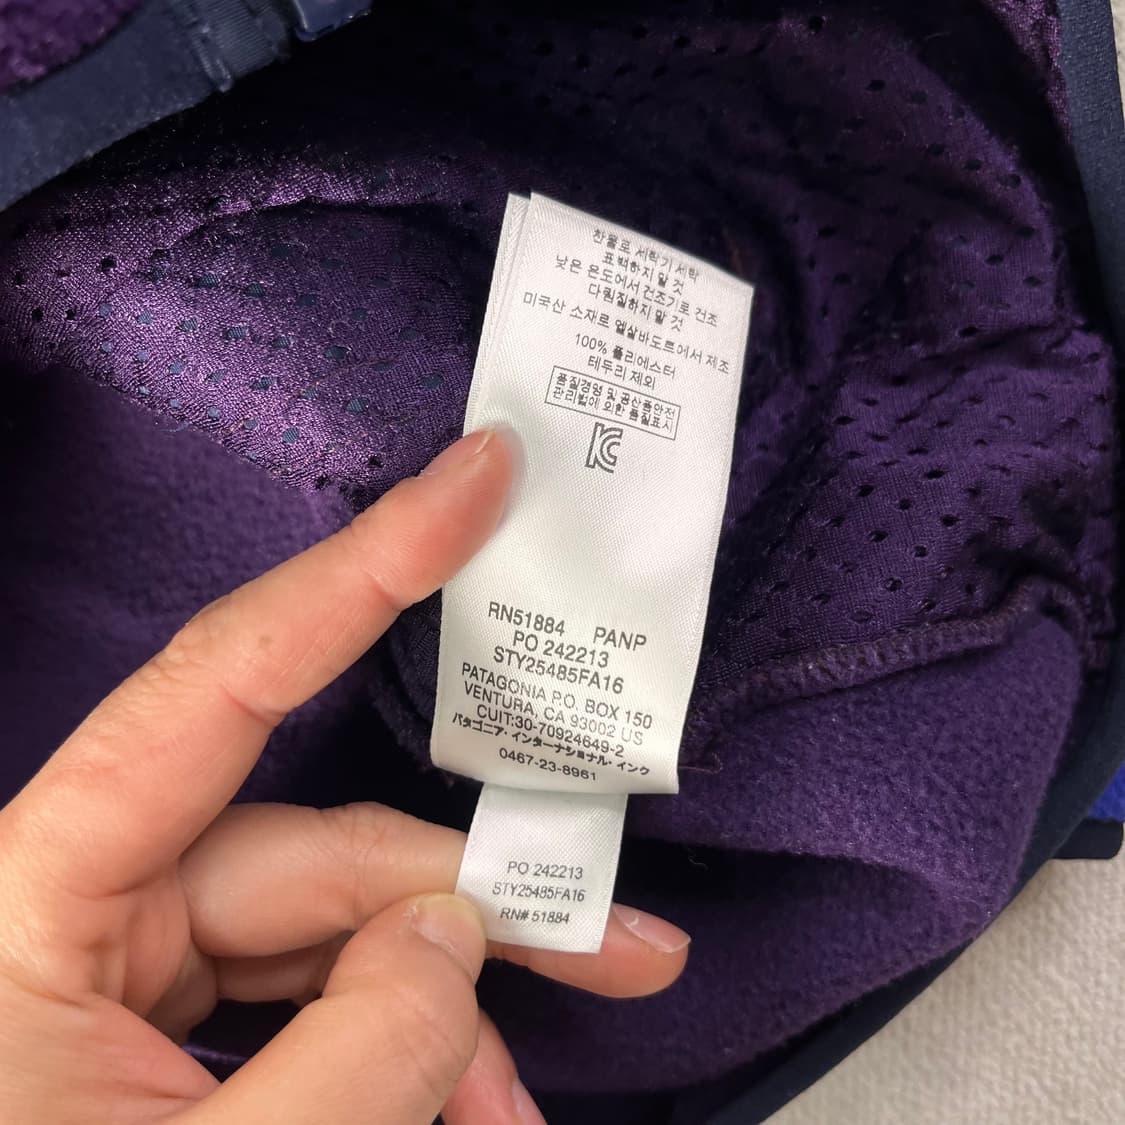 찬물로 세탁기 세탁
표백하지 말 것
낮은 온도에서 건조기로 건조
다림질하지 말 것
미국산 소재로 엘살바도르에서 제조
100% 폴리에스터
테두리 제외
품질경영 및 공산품안전
관리법에 의한 품질표시
KC
RN51884 PANP
PO 242213
STY25485FA16
PATAGONIA P.O. BOX 150
VENTURA, CA 93002 US
CUIT:30-70924649-2
パタゴニア・インターナショナル・インク
0467-23-8961
PO 242213
STY25485FA16
RN# 51884